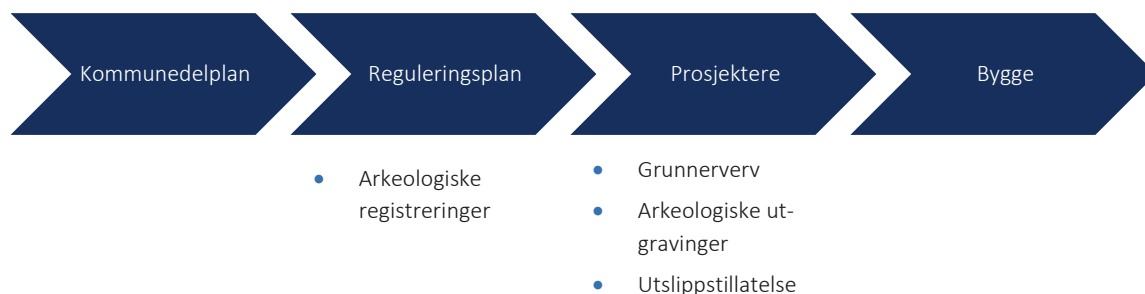 Kommunedelplan
Reguleringsplan
Prosjektere
Bygge
• Arkeologiske
registreringer
• Grunnerverv
• Arkeologiske ut-
gravinger
• Utslippstillatelse